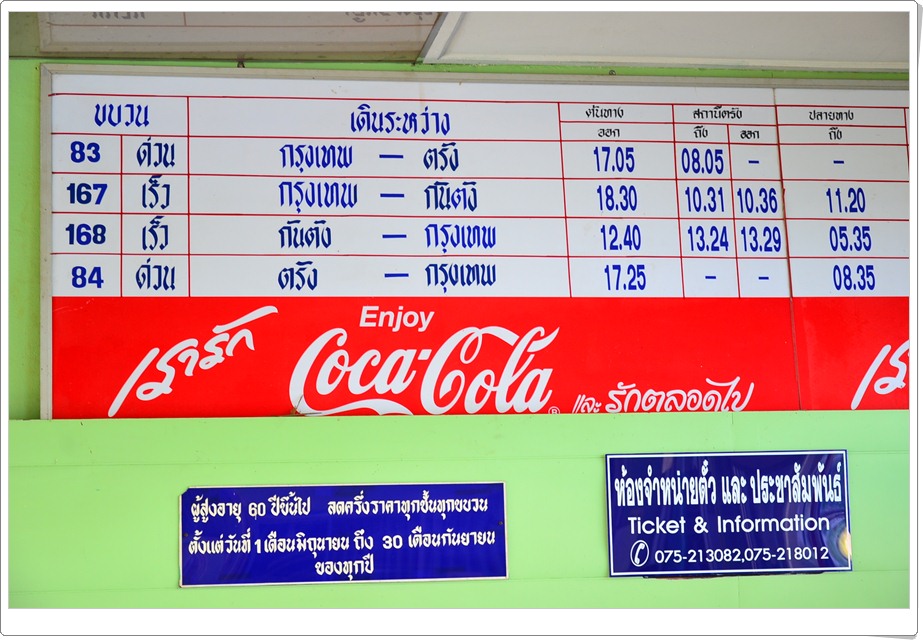 ขบวน เดินระหว่าง ต้นทาง สถานีตรัง ปลายทาง
ออก ถึง ออก ถึง
83 ด่วน กรุงเทพ – ตรัง 17.05 08.05 – –
167 เร็ว กรุงเทพ – กันตัง 18.30 10.31 10.36 11.20
168 เร็ว กันตัง – กรุงเทพ 12.40 13.24 13.29 05.35
84 ด่วน ตรัง – กรุงเทพ 17.25 – – 08.35
เรารัก Enjoy
Coca-Cola ®
และ รักตลอดไป
ผู้สูงอายุ 60 ปีขึ้นไป ลดครึ่งราคาทุกชั้นทุกขบวน
ตั้งแต่วันที่ 1 เดือนมิถุนายน ถึง 30 เดือนกันยายน
ของทุกปี
ห้องจำหน่ายตั๋ว และ ประชาสัมพันธ์
Ticket & Information
075-213082,075-218012